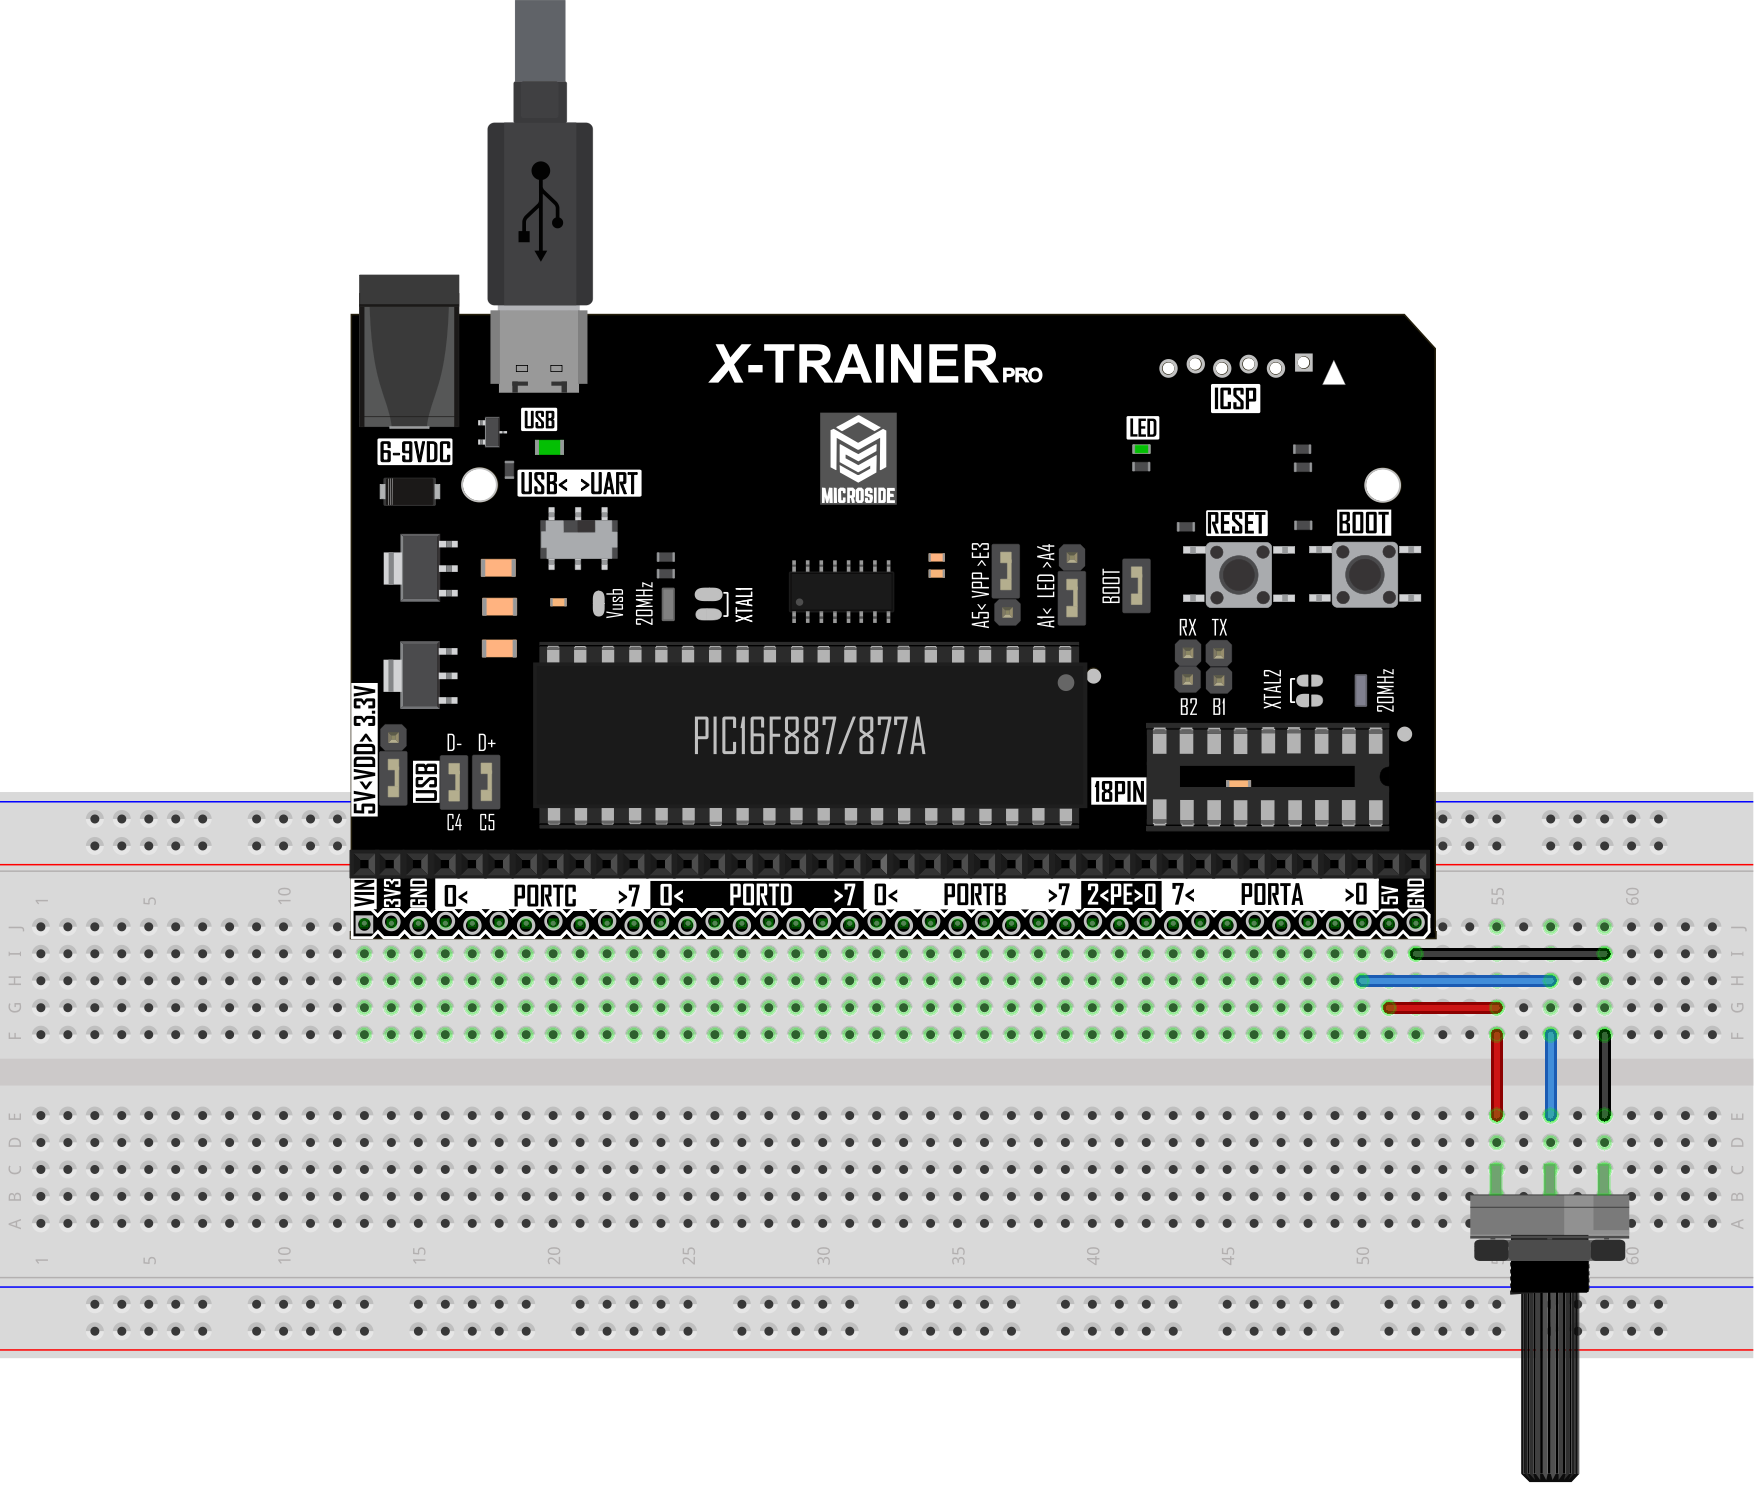 X-TRAINER PRO
ICSP
USB
LED
6-9VDC
MICROSIDE
USB< >UART
RESET
BOOT
A5< VPP >E3
A1< LED >A4
BOOT
Vusb
20MHz
XTAL1
RX TX
B2 B1
XTAL2
20MHz
PIC16F887/877A
5V<VDD> 3.3V
D- D+
USB
C4 C5
18PIN
VIN 3V3 GND 0< PORTC >7 0< PORTD >7 0< PORTB >7 2<PE>0 7< PORTA >0 5V GND
1 5 10 55 60
J J
I I
H H
G G
F F
E E
D D
C C
B B
A A
1 5 10 15 20 25 30 35 40 45 50 60